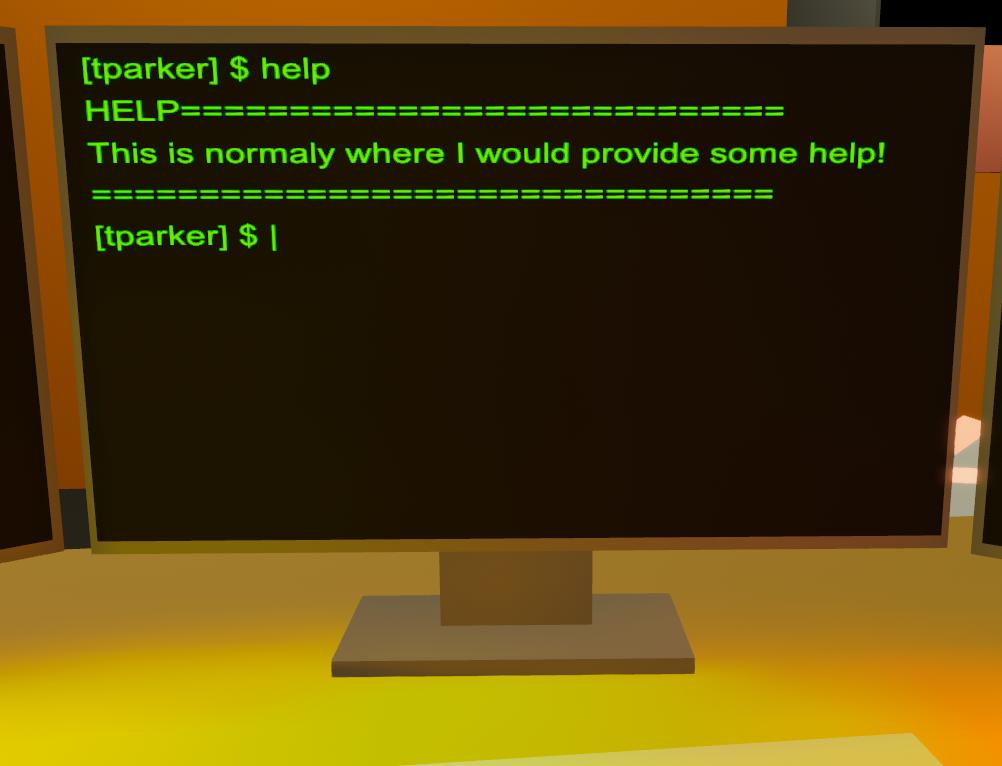 [tparker] $ help
HELP============================
This is normaly where I would provide some help!
================================
[tparker] $ |